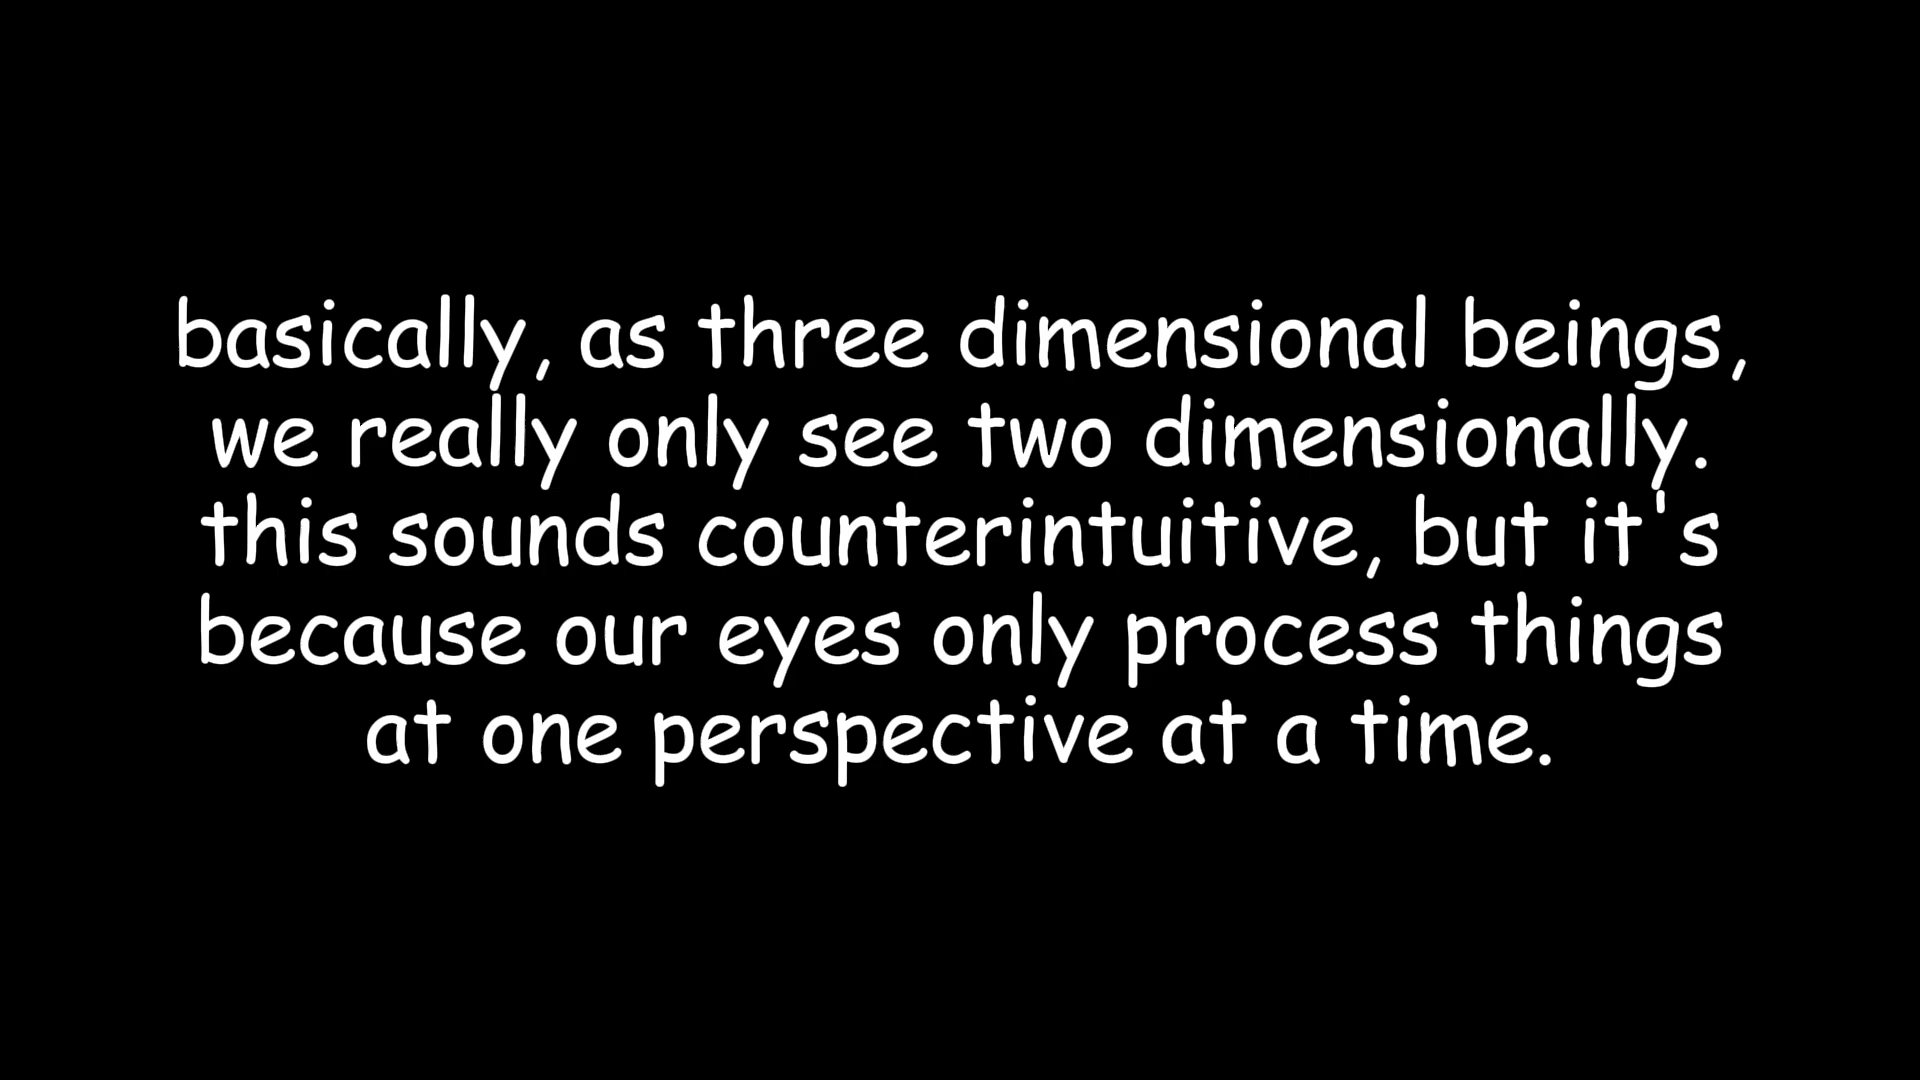 basically, as three dimensional beings,
we really only see two dimensionally.
this sounds counterintuitive, but it's
because our eyes only process things
at one perspective at a time.